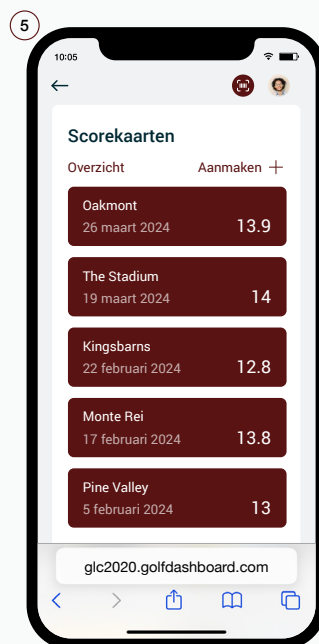 5
10:05
Scorekaarten
Overzicht Aanmaken +
Oakmont
26 maart 2024 13.9
The Stadium
19 maart 2024 14
Kingsbarns
22 februari 2024 12.8
Monte Rei
17 februari 2024 13.8
Pine Valley
5 februari 2024 13
glc2020.golfdashboard.com